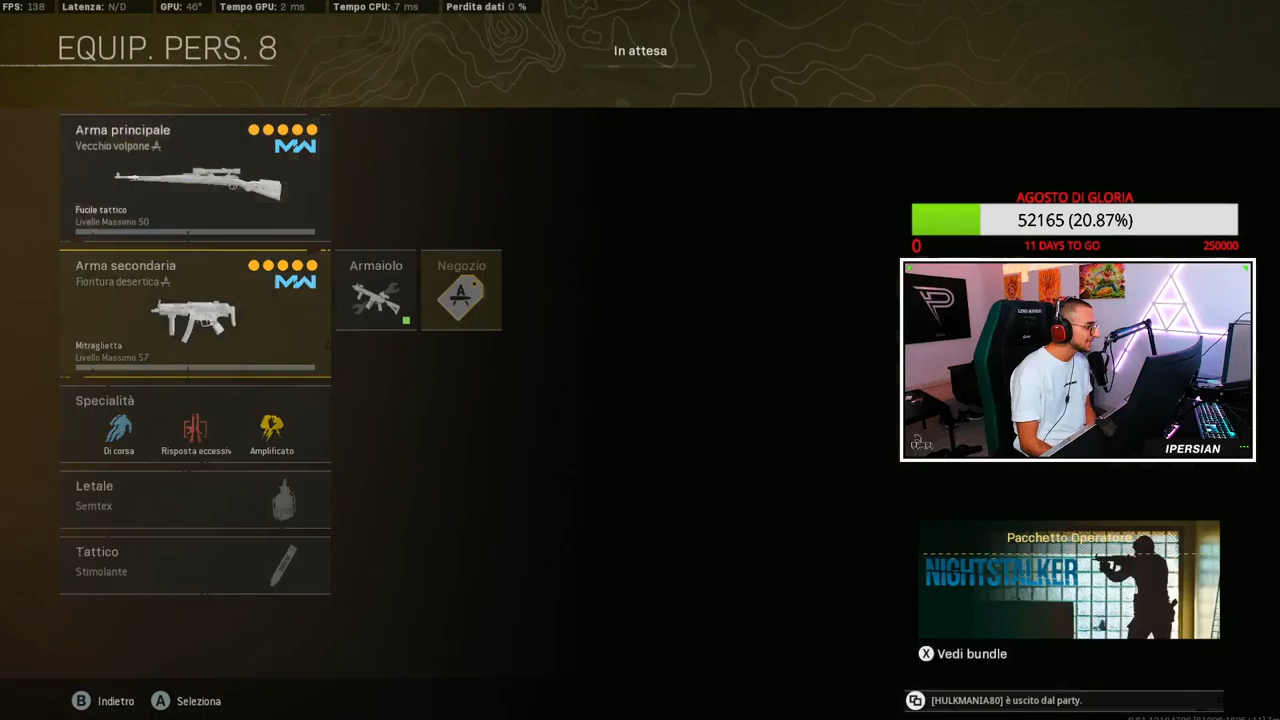 FPS: 138 Latenza: N/D GPU: 46° Tempo GPU: 2 ms Tempo CPU: 7 ms Perdita dati 0 %
EQUIP. PERS. 8
In attesa
Arma principale
Vecchio volpone
MW
Fucile tattico
Livello Massimo 50
Arma secondaria
Fioritura desertica
MW
Mitraglietta
Livello Massimo 57
Armaiolo
Negozio
Specialità
Di corsa
Risposta eccessiv
Amplificato
Letale
Semtex
Tattico
Stimolante
AGOSTO DI GLORIA
52165 (20.87%)
0 11 DAYS TO GO 250000
IPERSIAN
Pacchetto Operatore
NIGHTSTALKER
X Vedi bundle
B Indietro A Seleziona
[HULKMANIA80] è uscito dal party.